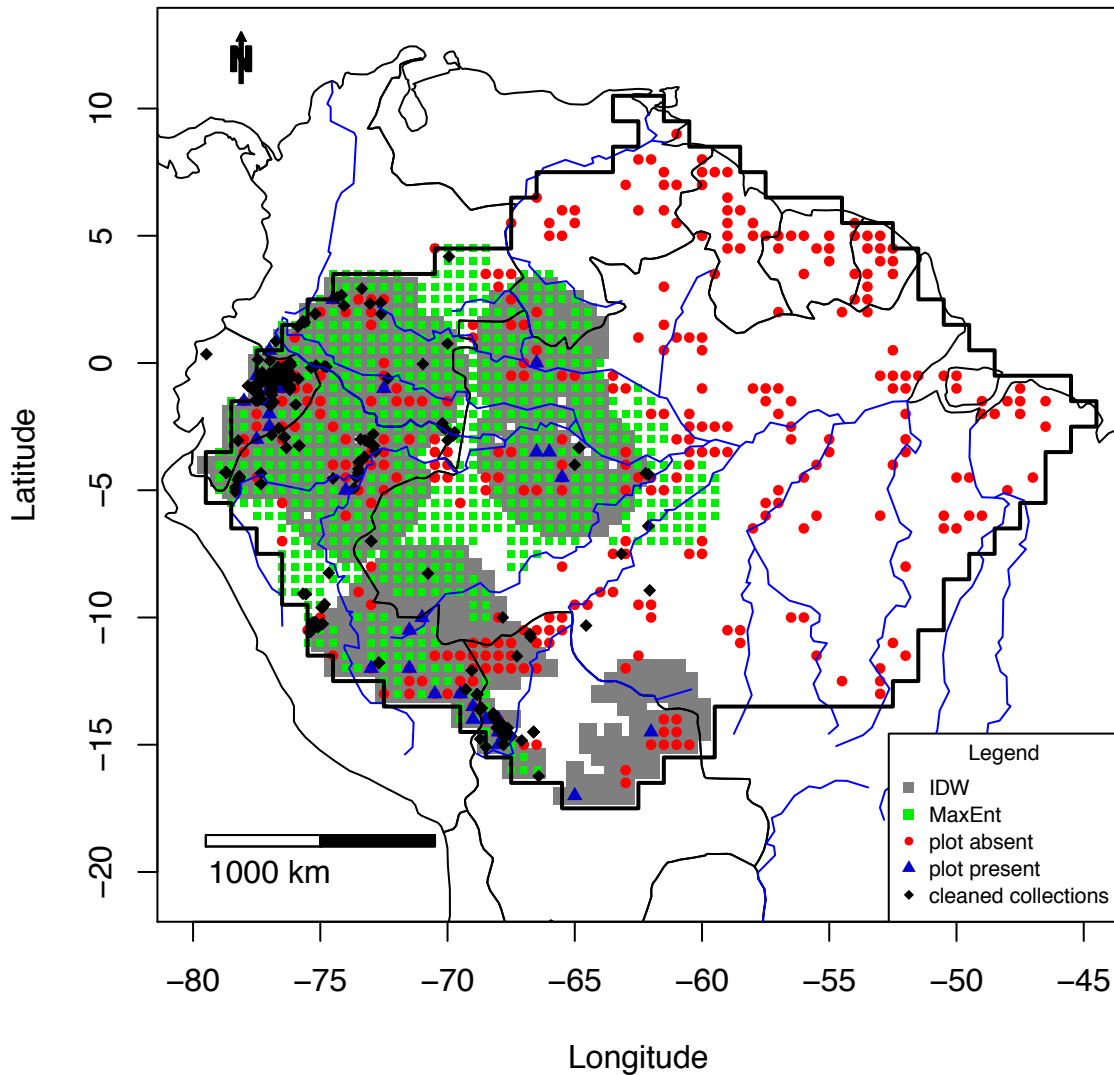 N
10
5
0
−5
−10
−15
−20
Latitude
1000 km
Legend
IDW
MaxEnt
plot absent
plot present
cleaned collections
−80
−75
−70
−65
−60
−55
−50
−45
Longitude